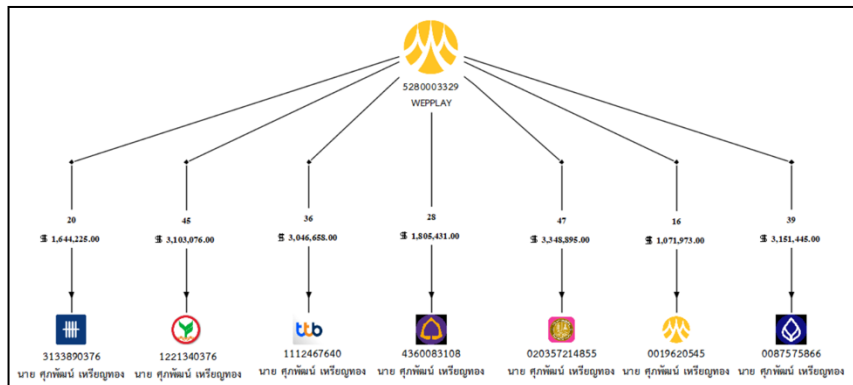 5280003329
WEPPLAY
20 45 36 28 47 16 39
฿ 1,644,225.00 ฿ 3,103,076.00 ฿ 3,046,658.00 ฿ 1,805,431.00 ฿ 3,348,895.00 ฿ 1,071,973.00 ฿ 3,151,445.00
ttb
3133890376 1221340376 1112467640 4360083108 020357214855 0019620545 0087575866
นาย ศุภพัฒน์ เหรียญทอง นาย ศุภพัฒน์ เหรียญทอง นาย ศุภพัฒน์ เหรียญทอง นาย ศุภพัฒน์ เหรียญทอง นาย ศุภพัฒน์ เหรียญทอง นาย ศุภพัฒน์ เหรียญทอง นาย ศุภพัฒน์ เหรียญทอง